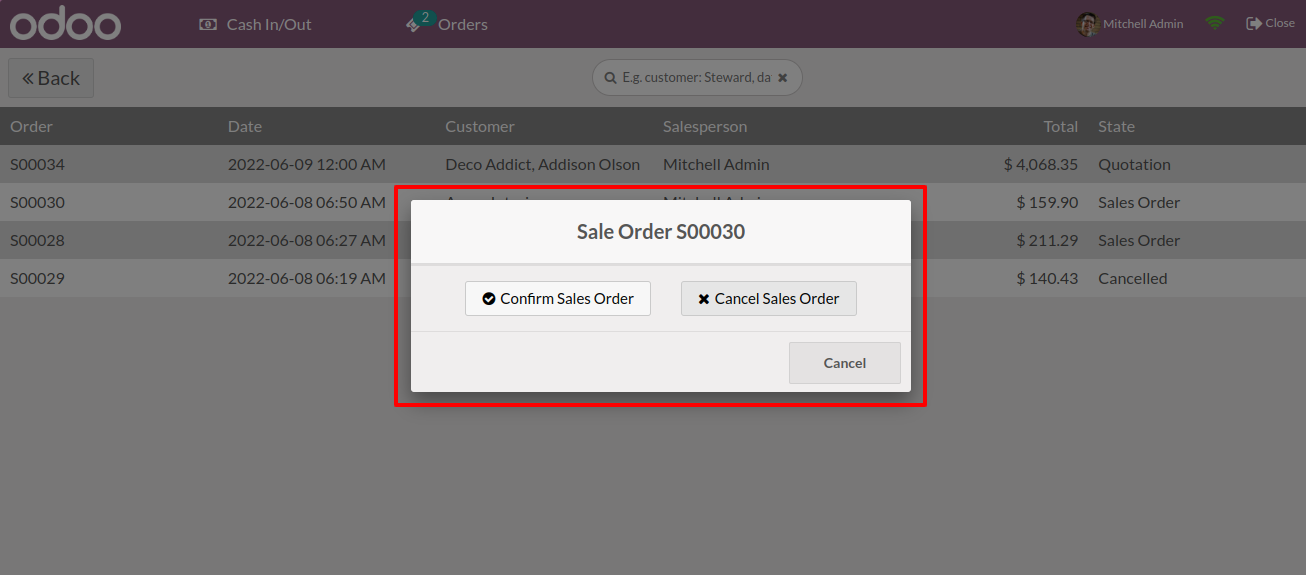 odoo Cash In/Out 2 Orders Mitchell Admin Close
Back E.g. customer: Steward, da
Order Date Customer Salesperson Total State
S00034 2022-06-09 12:00 AM Deco Addict, Addison Olson Mitchell Admin $ 4,068.35 Quotation
S00030 2022-06-08 06:50 AM $ 159.90 Sales Order
S00028 2022-06-08 06:27 AM $ 211.29 Sales Order
S00029 2022-06-08 06:19 AM $ 140.43 Cancelled
Sale Order S00030
Confirm Sales Order Cancel Sales Order
Cancel